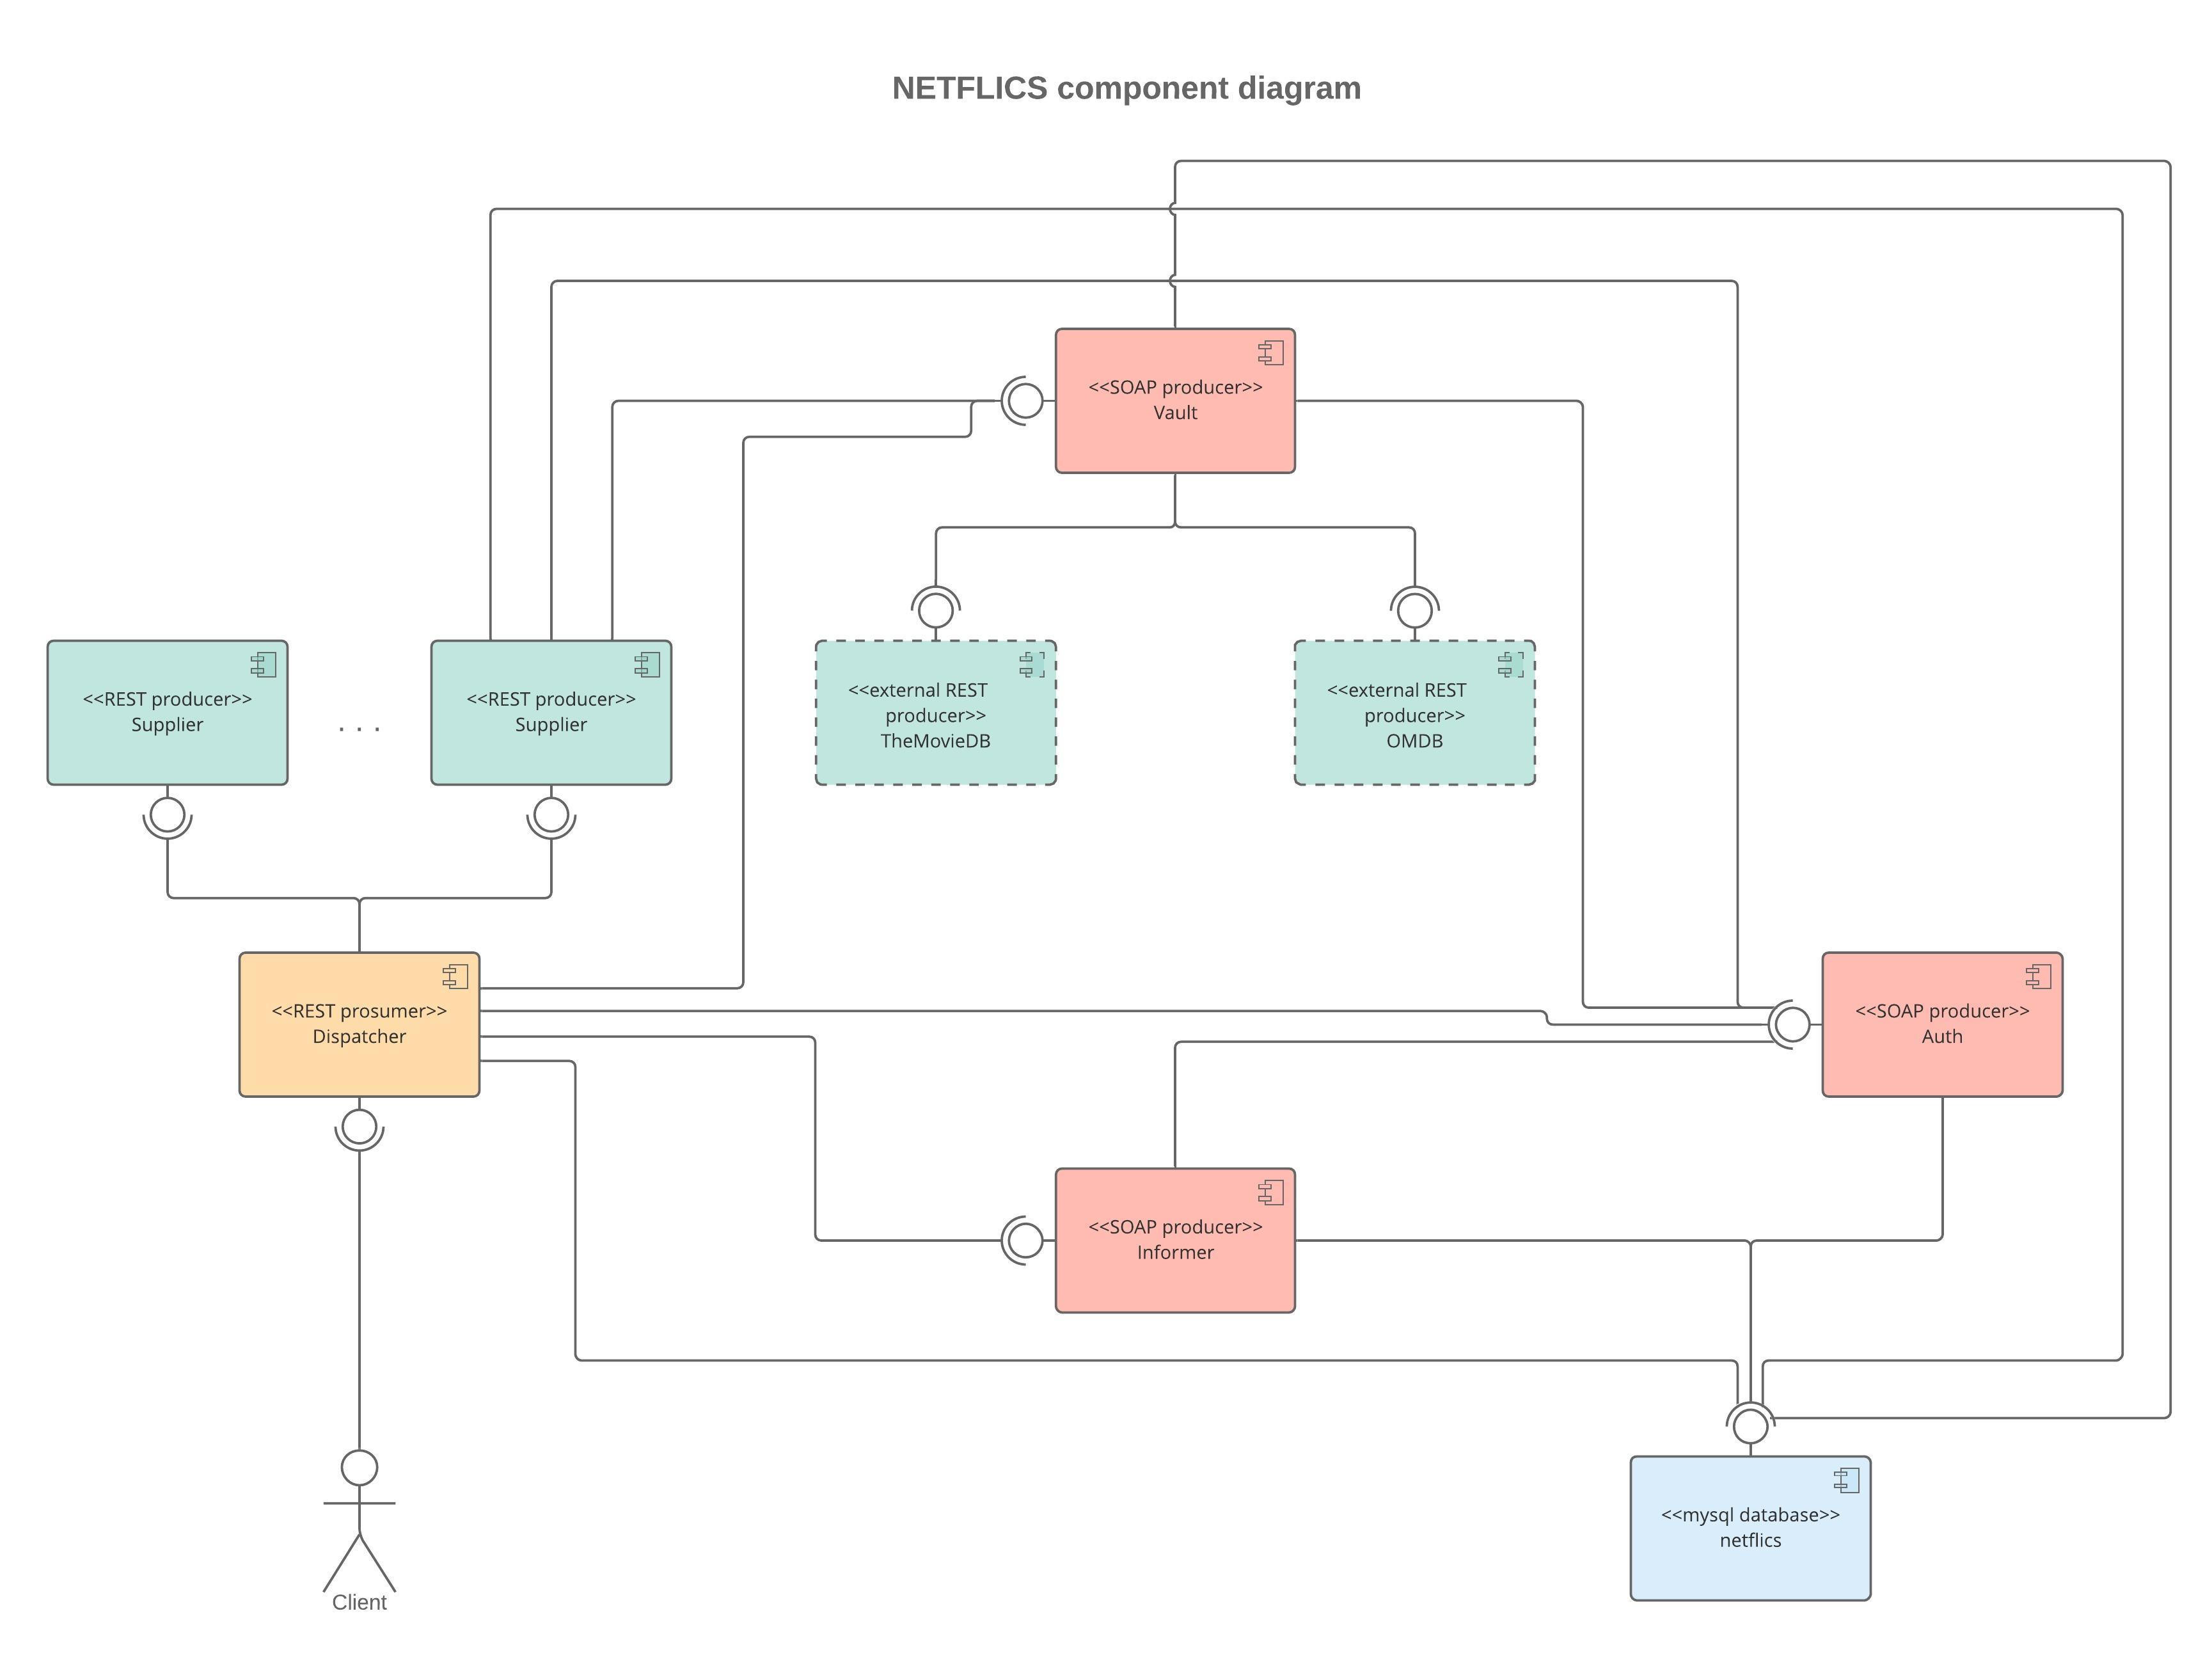 NETFLICS component diagram
<<SOAP producer>>
Vault
<<REST producer>>
Supplier
. . .
<<REST producer>>
Supplier
<<external REST
producer>>
TheMovieDB
<<external REST
producer>>
OMDB
<<REST prosumer>>
Dispatcher
<<SOAP producer>>
Auth
<<SOAP producer>>
Informer
<<mysql database>>
netflics
Client